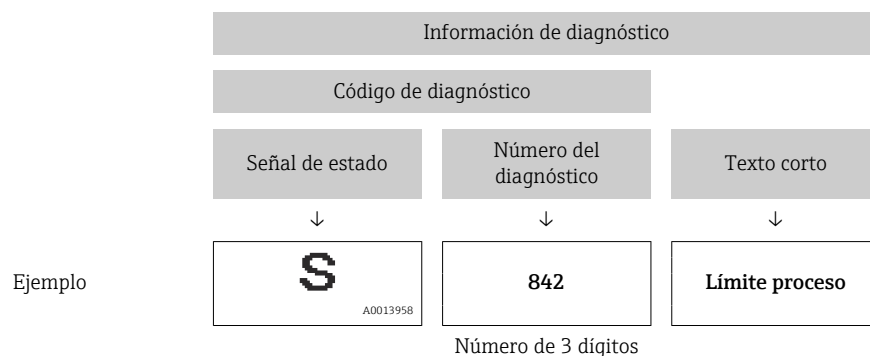 Información de diagnóstico
Código de diagnóstico
Señal de estado
Número del
diagnóstico
Texto corto
↓ ↓ ↓
Ejemplo
S
A0013958
842
Límite proceso
Número de 3 dígitos